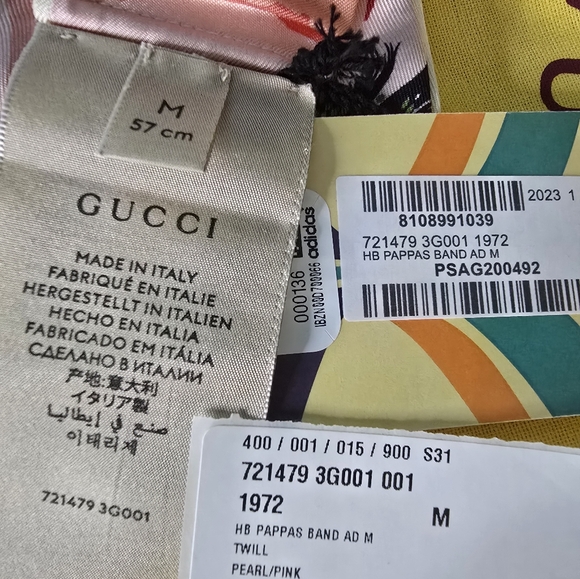 M
57 cm
GUCCI
MADE IN ITALY
FABRIQUÉ EN ITALIE
HERGESTELLT IN ITALIEN
HECHO EN ITALIA
FABRICADO EM ITÁLIA
СДЕЛАНО В ИТАЛИИ
产地:意大利
イタリア製
صنع في إيطاليا
이태리제
721479 3G001
000136
adidas
2023 1
8108991039
721479 3G001 1972
HB PAPPAS BAND AD M
PSAG200492
400 / 001 / 015 / 900 S31
721479 3G001 001
1972
M
HB PAPPAS BAND AD M
TWILL
PEARL/PINK